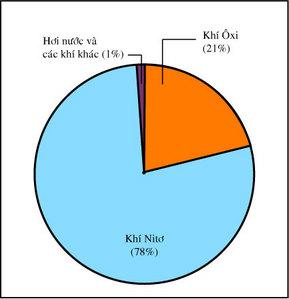 Hơi nước và
các khí khác (1%)
Khí Ôxi
(21%)
Khí Nitơ
(78%)